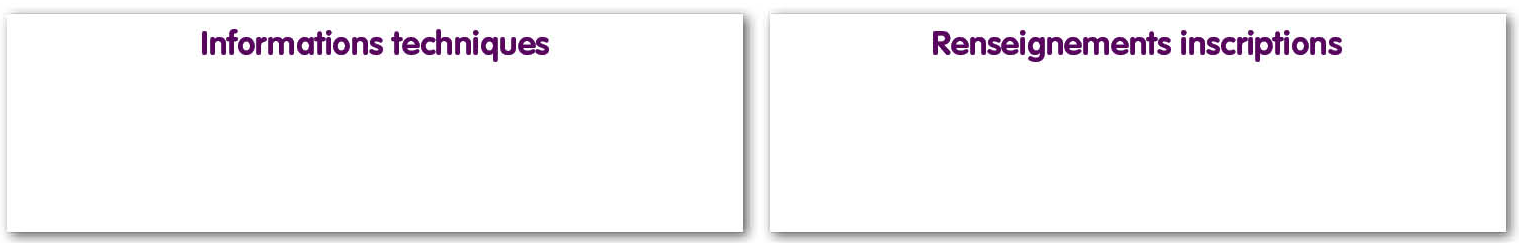 Informations techniques
Renseignements inscriptions